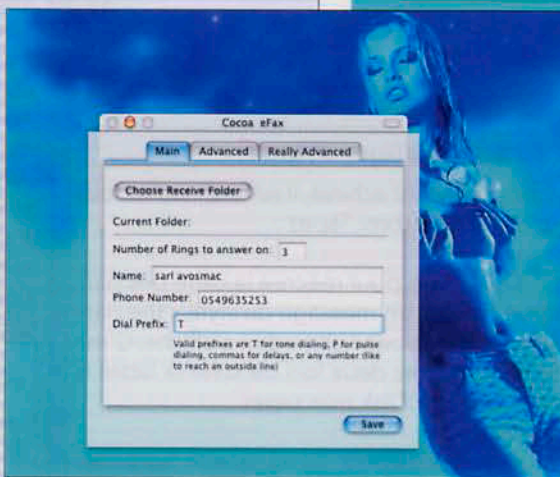 Cocoa eFax
Main Advanced Really Advanced
Choose Receive Folder
Current Folder:
Number of Rings to answer on: 3
Name: sarl avosmac
Phone Number: 0549635253
Dial Prefix: T
Valid prefixes are T for tone dialing, P for pulse
dialing, commas for delays, or any number (like
to reach an outside line)
Save